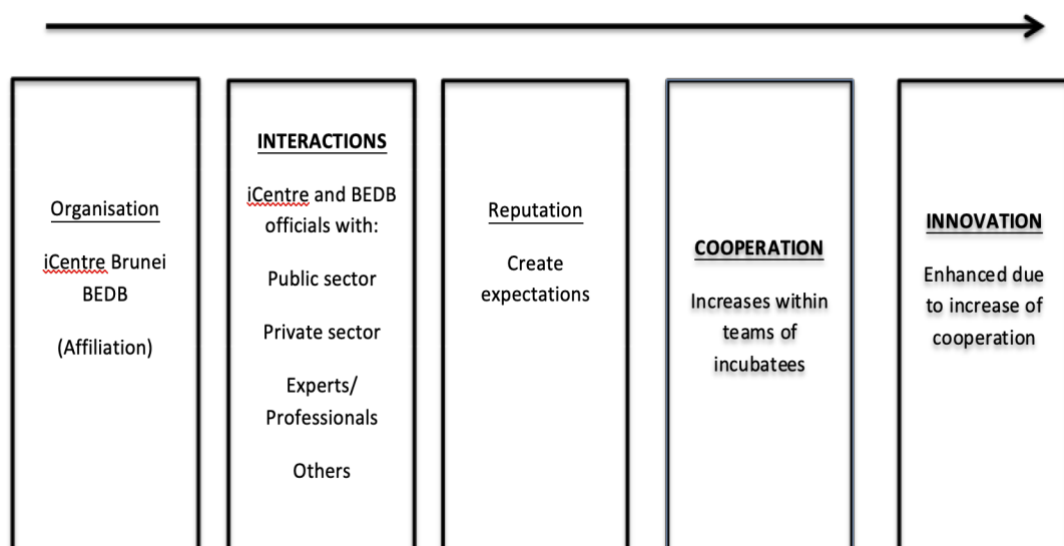 Organisation
iCentre Brunei
BEDB
(Affiliation)
INTERACTIONS
iCentre and BEDB
officials with:
Public sector
Private sector
Experts/
Professionals
Others
Reputation
Create
expectations
COOPERATION
Increases within
teams of
incubatees
INNOVATION
Enhanced due
to increase of
cooperation